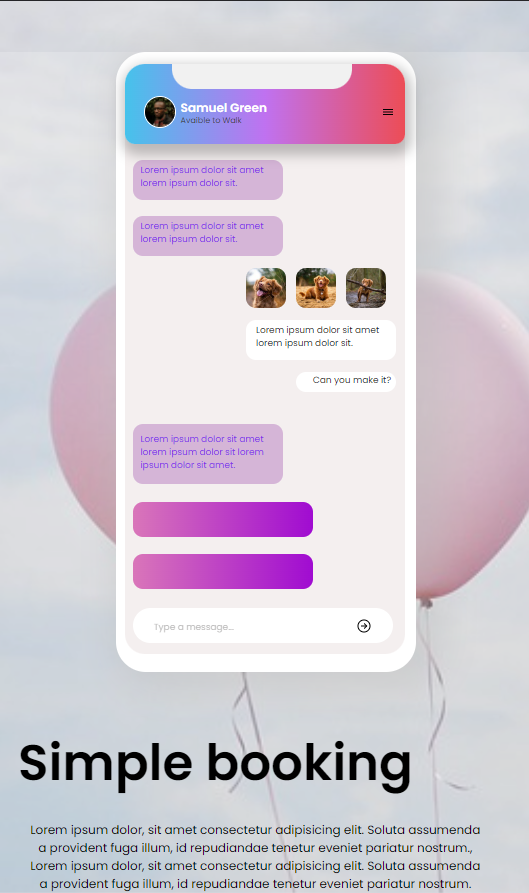 Samuel Green
Avaible to Walk
Lorem ipsum dolor sit amet
lorem ipsum dolor sit.
Lorem ipsum dolor sit amet
lorem ipsum dolor sit.
Lorem ipsum dolor sit amet
lorem ipsum dolor sit.
Can you make it?
Lorem ipsum dolor sit amet
lorem ipsum dolor sit lorem
ipsum dolor sit amet.
Type a message...
Simple booking
Lorem ipsum dolor, sit amet consectetur adipisicing elit. Soluta assumenda
a provident fuga illum, id repudiandae tenetur eveniet pariatur nostrum.,
Lorem ipsum dolor, sit amet consectetur adipisicing elit. Soluta assumenda
a provident fuga illum, id repudiandae tenetur eveniet pariatur nostrum.